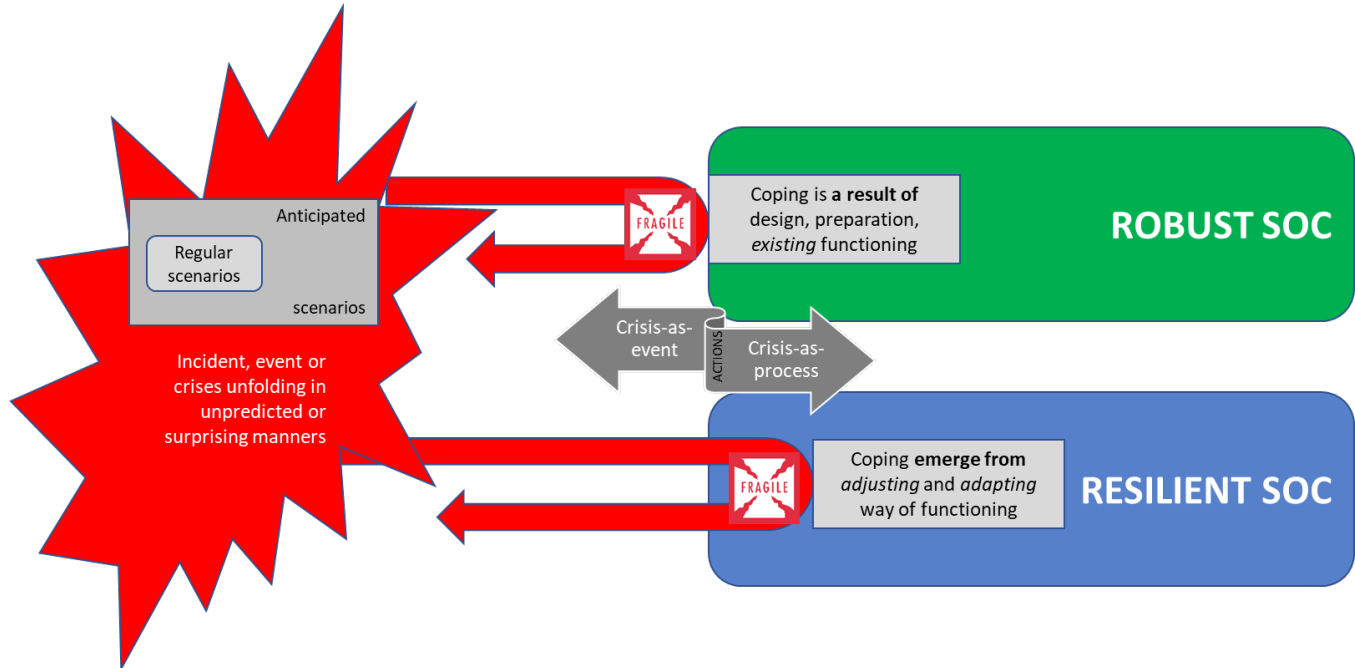 Anticipated
Regular
scenarios
scenarios
Incident, event or
crises unfolding in
unpredicted or
surprising manners
FRAGILE
Coping is a result of
design, preparation,
existing functioning
ROBUST SOC
Crisis-as-
event
ACTIONS
Crisis-as-
process
FRAGILE
Coping emerge from
adjusting and adapting
way of functioning
RESILIENT SOC